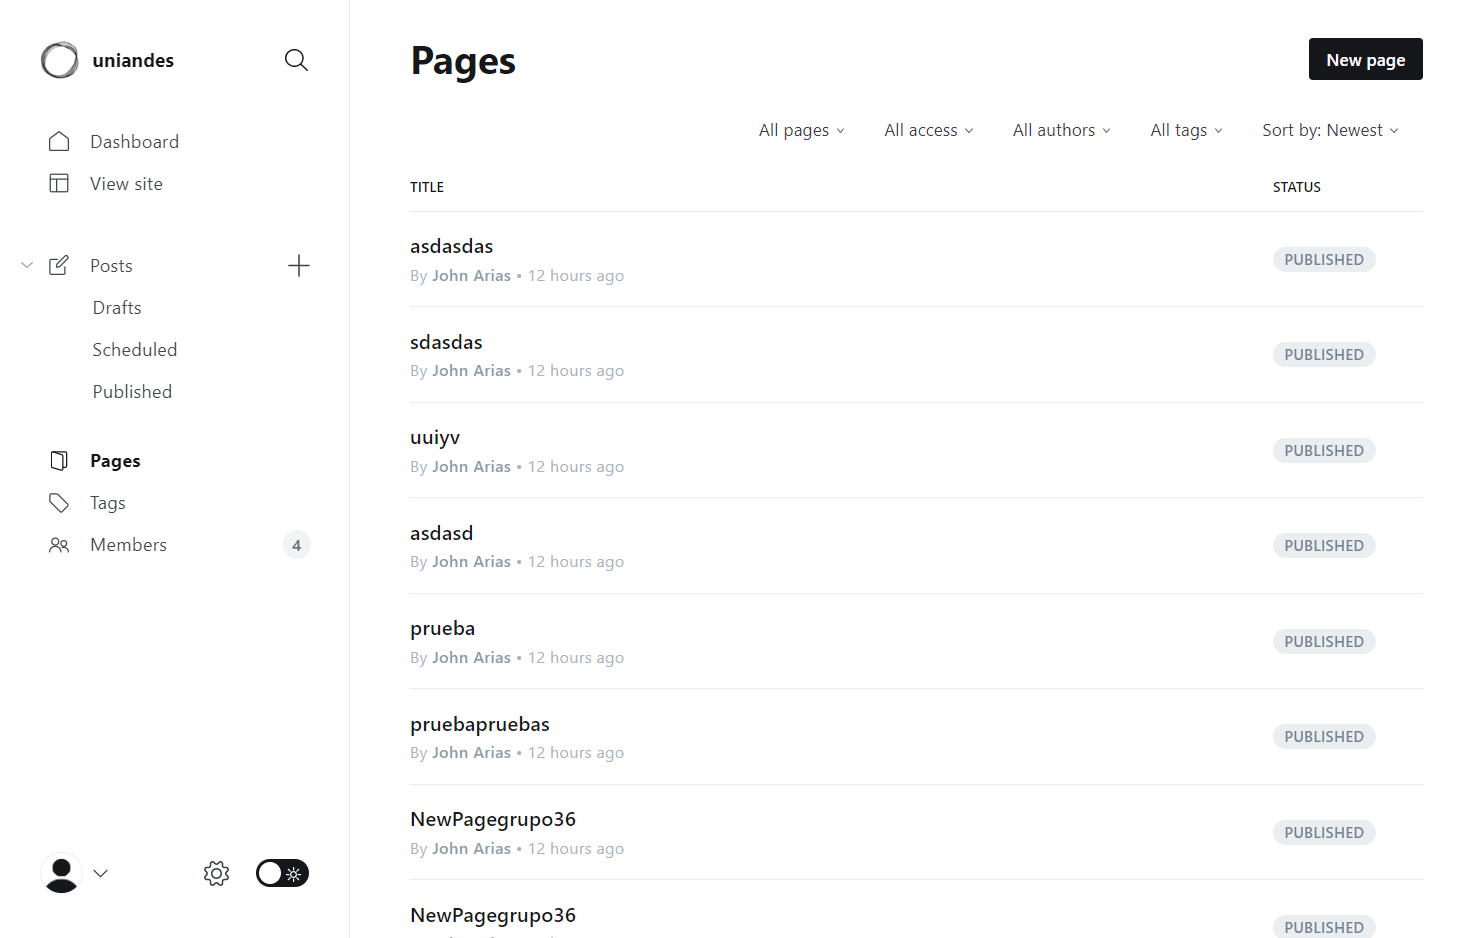 uniandes
Dashboard
View site
Posts
Drafts
Scheduled
Published
Pages
Tags
Members 4
Pages
New page
All pages All access All authors All tags Sort by: Newest
TITLE STATUS
asdasdas
By John Arias • 12 hours ago
PUBLISHED
sdasdas
By John Arias • 12 hours ago
PUBLISHED
uuiyv
By John Arias • 12 hours ago
PUBLISHED
asdasd
By John Arias • 12 hours ago
PUBLISHED
prueba
By John Arias • 12 hours ago
PUBLISHED
pruebapruebas
By John Arias • 12 hours ago
PUBLISHED
NewPagegrupo36
By John Arias • 12 hours ago
PUBLISHED
NewPagegrupo36
PUBLISHED